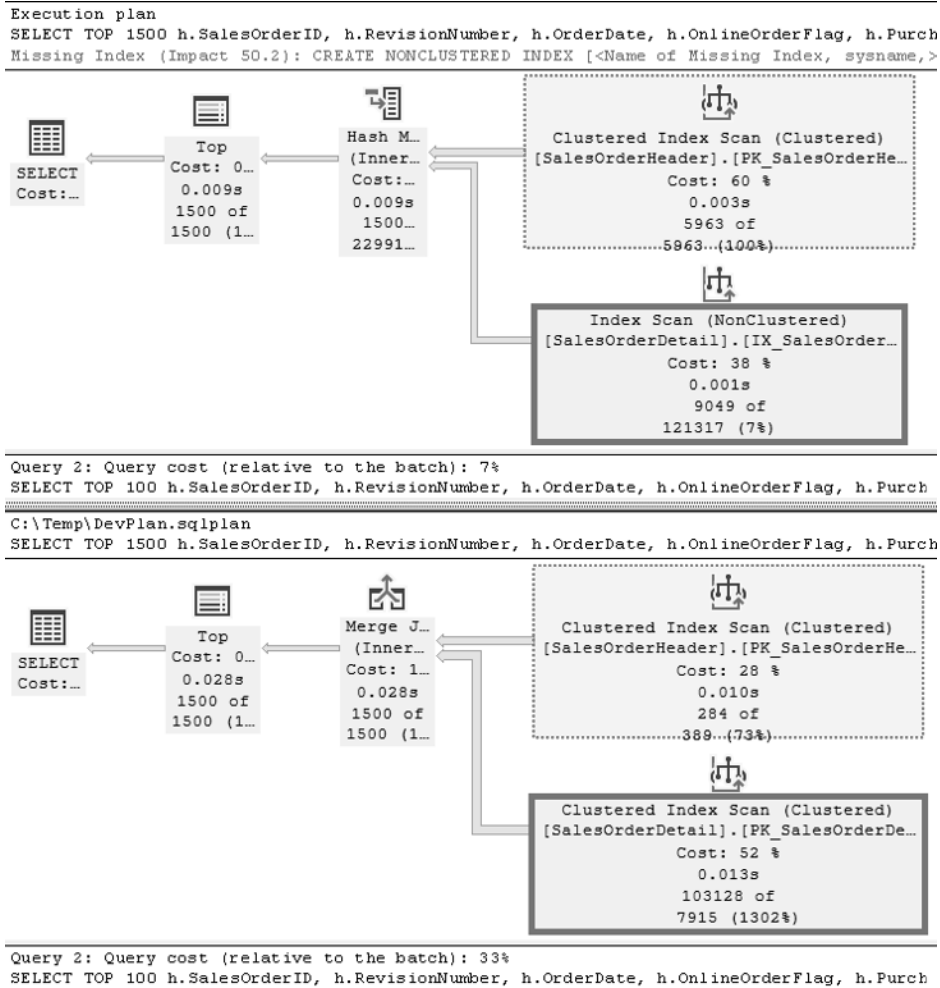 Execution plan
SELECT TOP 1500 h.SalesOrderID, h.RevisionNumber, h.OrderDate, h.OnlineOrderFlag, h.Purch
Missing Index (Impact 50.2): CREATE NONCLUSTERED INDEX [<Name of Missing Index, sysname,>
SELECT
Cost:…
Top
Cost: 0…
0.009s
1500 of
1500 (1…
Hash M…
(Inner…
Cost:…
0.009s
1500…
22991…
Clustered Index Scan (Clustered)
[SalesOrderHeader].[PK_SalesOrderHe…
Cost: 60 %
0.003s
5963 of
5963 (100%)
Index Scan (NonClustered)
[SalesOrderDetail].[IX_SalesOrder…
Cost: 38 %
0.001s
9049 of
121317 (7%)
Query 2: Query cost (relative to the batch): 7%
SELECT TOP 100 h.SalesOrderID, h.RevisionNumber, h.OrderDate, h.OnlineOrderFlag, h.Purch
C:\Temp\DevPlan.sqlplan
SELECT TOP 1500 h.SalesOrderID, h.RevisionNumber, h.OrderDate, h.OnlineOrderFlag, h.Purch
SELECT
Cost:…
Top
Cost: 0…
0.028s
1500 of
1500 (1…
Merge J…
(Inner…
Cost: 1…
0.028s
1500 of
1500 (1…
Clustered Index Scan (Clustered)
[SalesOrderHeader].[PK_SalesOrderHe…
Cost: 28 %
0.010s
284 of
389 (73%)
Clustered Index Scan (Clustered)
[SalesOrderDetail].[PK_SalesOrderDe…
Cost: 52 %
0.013s
103128 of
7915 (1302%)
Query 2: Query cost (relative to the batch): 33%
SELECT TOP 100 h.SalesOrderID, h.RevisionNumber, h.OrderDate, h.OnlineOrderFlag, h.Purch